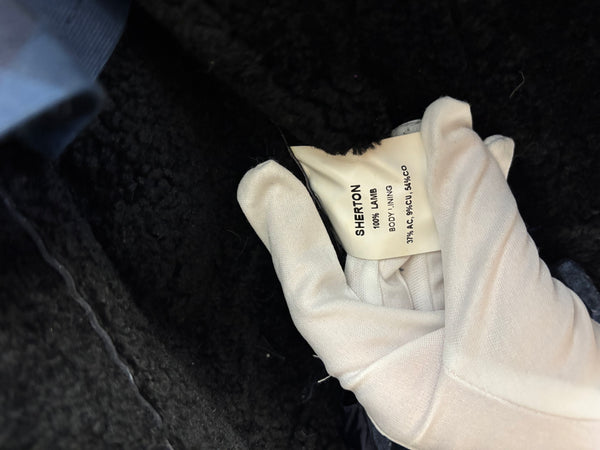 SHERTON
100% LAMB
BODY LINING
37% AC, 9%CU, 54%CO